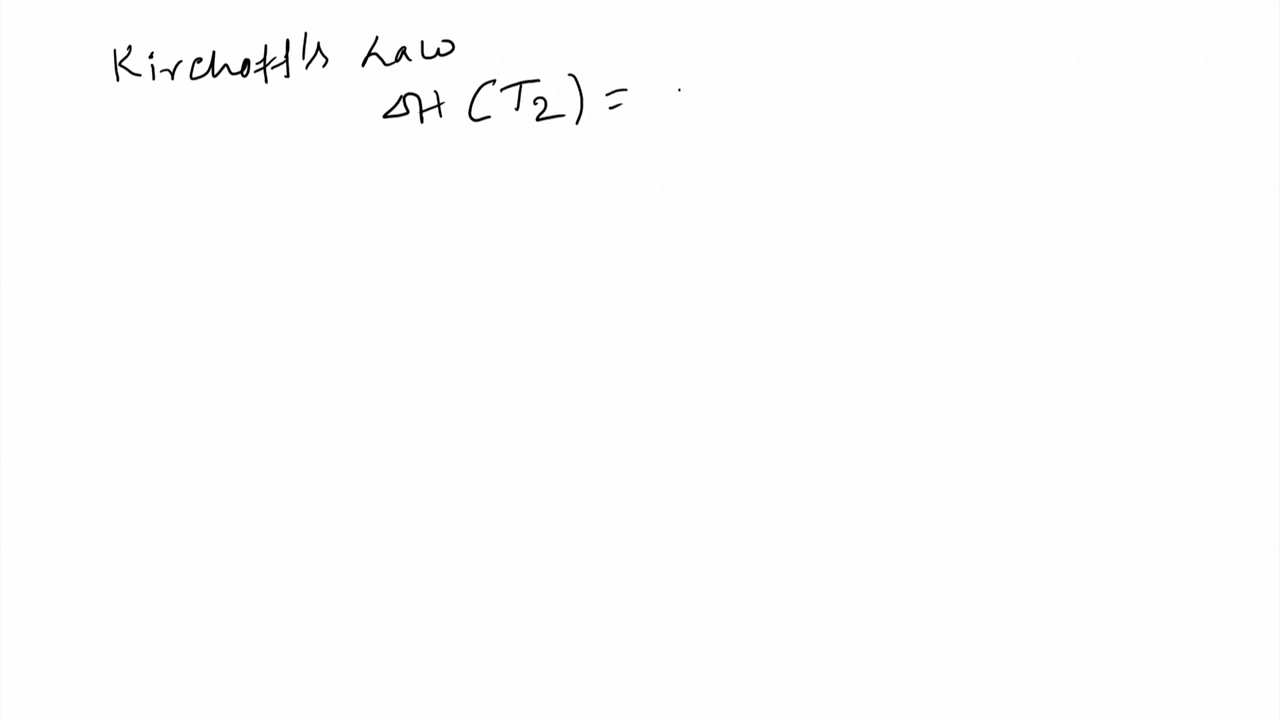 Kirchoff's Law
ΔH (T₂) =